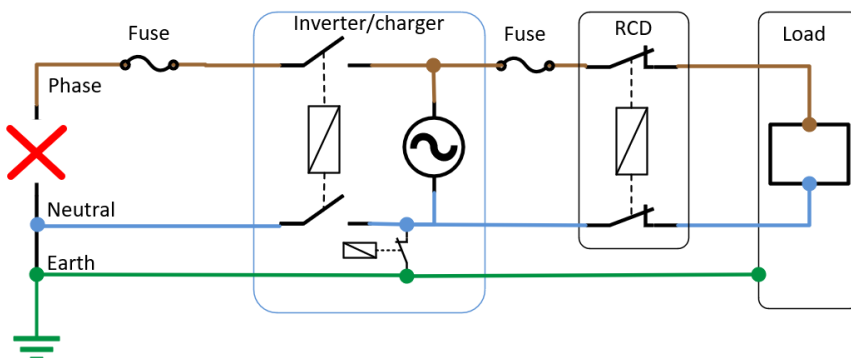 Inverter/charger
Fuse
Fuse
RCD
Load
Phase
Neutral
Earth